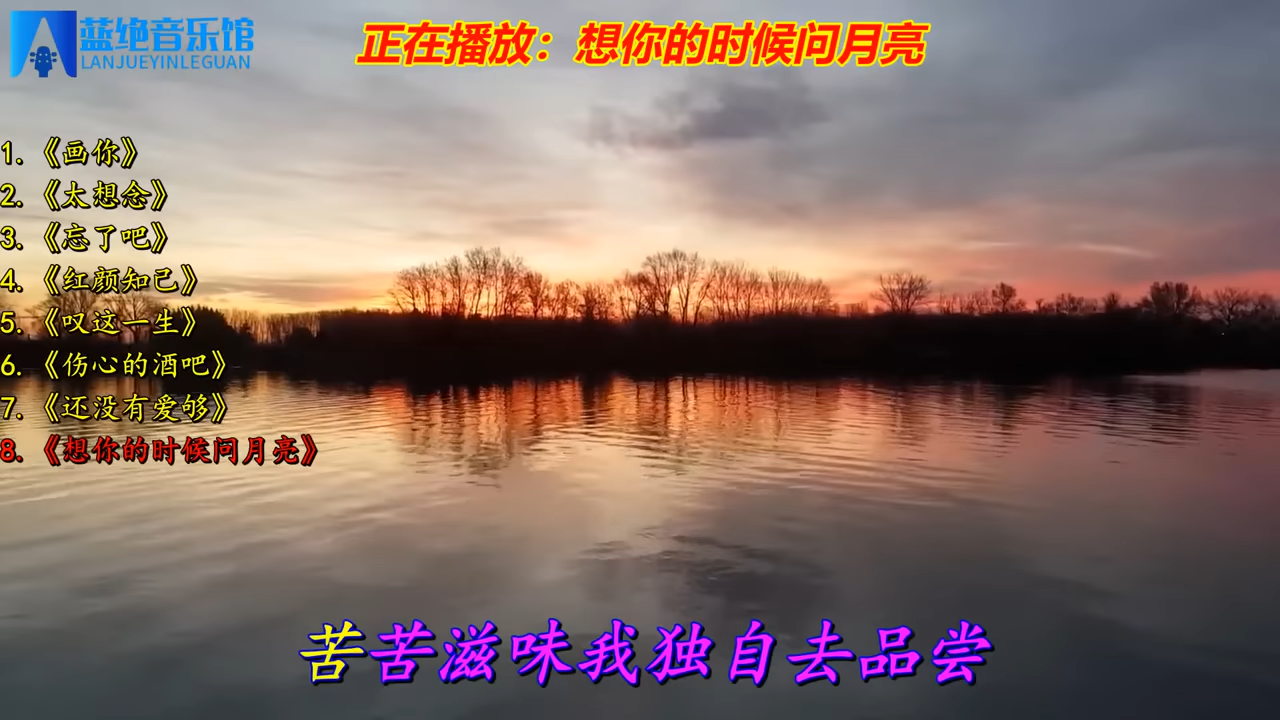 蓝绝音乐馆
LANJUEYINLEGUAN
正在播放：想你的时候问月亮
1.《画你》
2.《太想念》
3.《忘了吧》
4.《红颜知己》
5.《叹这一生》
6.《伤心的酒吧》
7.《还没有爱够》
8.《想你的时候问月亮》
苦苦滋味我独自去品尝